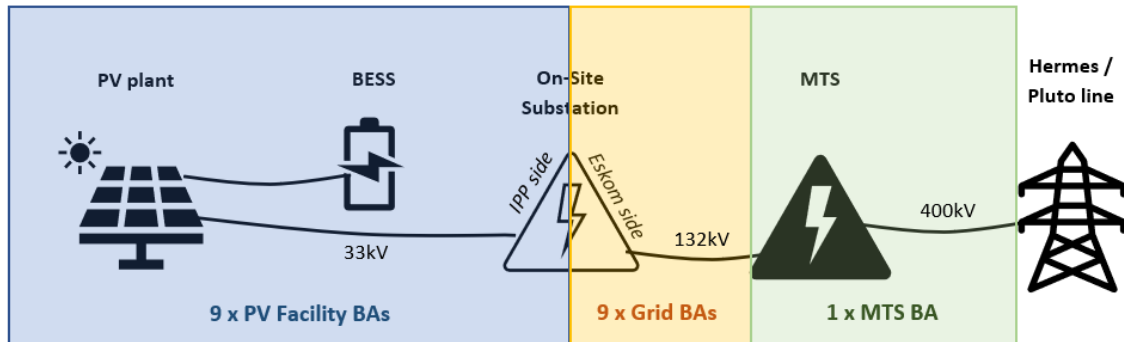 PV plant
BESS
On-Site
Substation
MTS
Hermes /
Pluto line
IPP side
Eskom side
33kV
132kV
400kV
9 x PV Facility BAs
9 x Grid BAs
1 x MTS BA